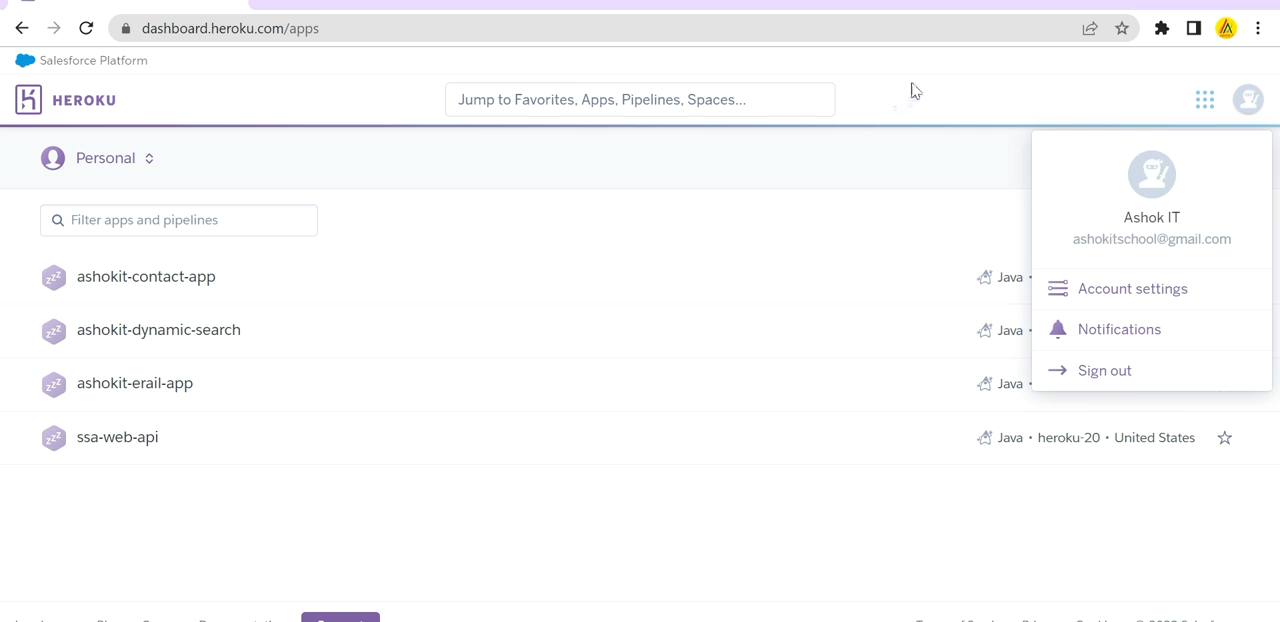 dashboard.heroku.com/apps
Salesforce Platform
HEROKU
Jump to Favorites, Apps, Pipelines, Spaces...
Personal
Ashok IT
ashokitschool@gmail.com
Filter apps and pipelines
ashokit-contact-app
Java •
Account settings
ashokit-dynamic-search
Java •
Notifications
ashokit-erail-app
Java •
Sign out
ssa-web-api
Java • heroku-20 • United States